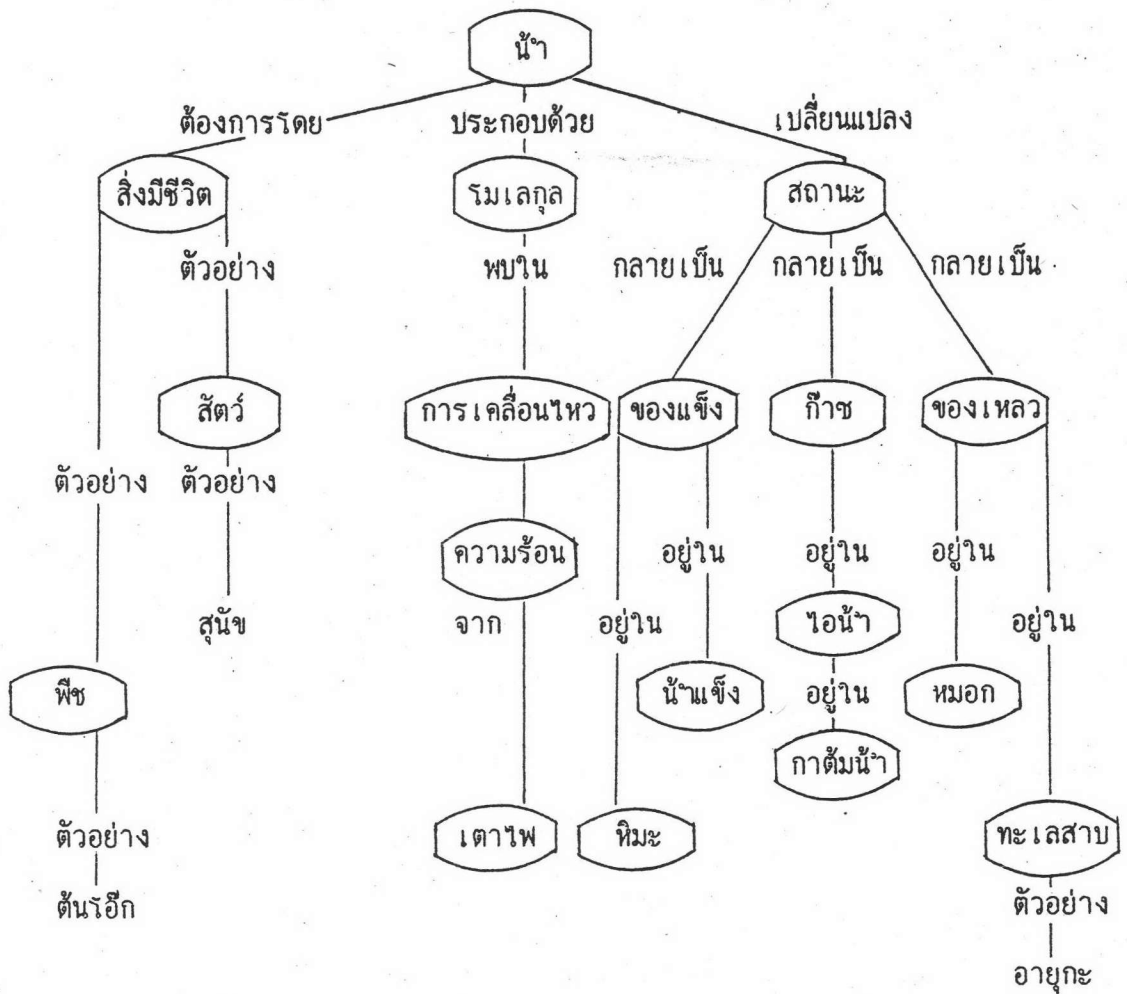 น้ำ
ต้องการโดย ประกอบด้วย เปลี่ยนแปลง
สิ่งมีชีวิต โมเลกุล สถานะ
ตัวอย่าง พบใน กลายเป็น กลายเป็น กลายเป็น
สัตว์ การเคลื่อนไหว ของแข็ง ก๊าซ ของเหลว
ตัวอย่าง ตัวอย่าง
ความร้อน อยู่ใน อยู่ใน อยู่ใน
สุนัข จาก อยู่ใน ไอน้ำ อยู่ใน
พืช น้ำแข็ง อยู่ใน หมอก
กาต้มน้ำ
ตัวอย่าง เตาไฟ หิมะ ทะเลสาบ
ต้นโอ๊ก ตัวอย่าง
อายุกะ